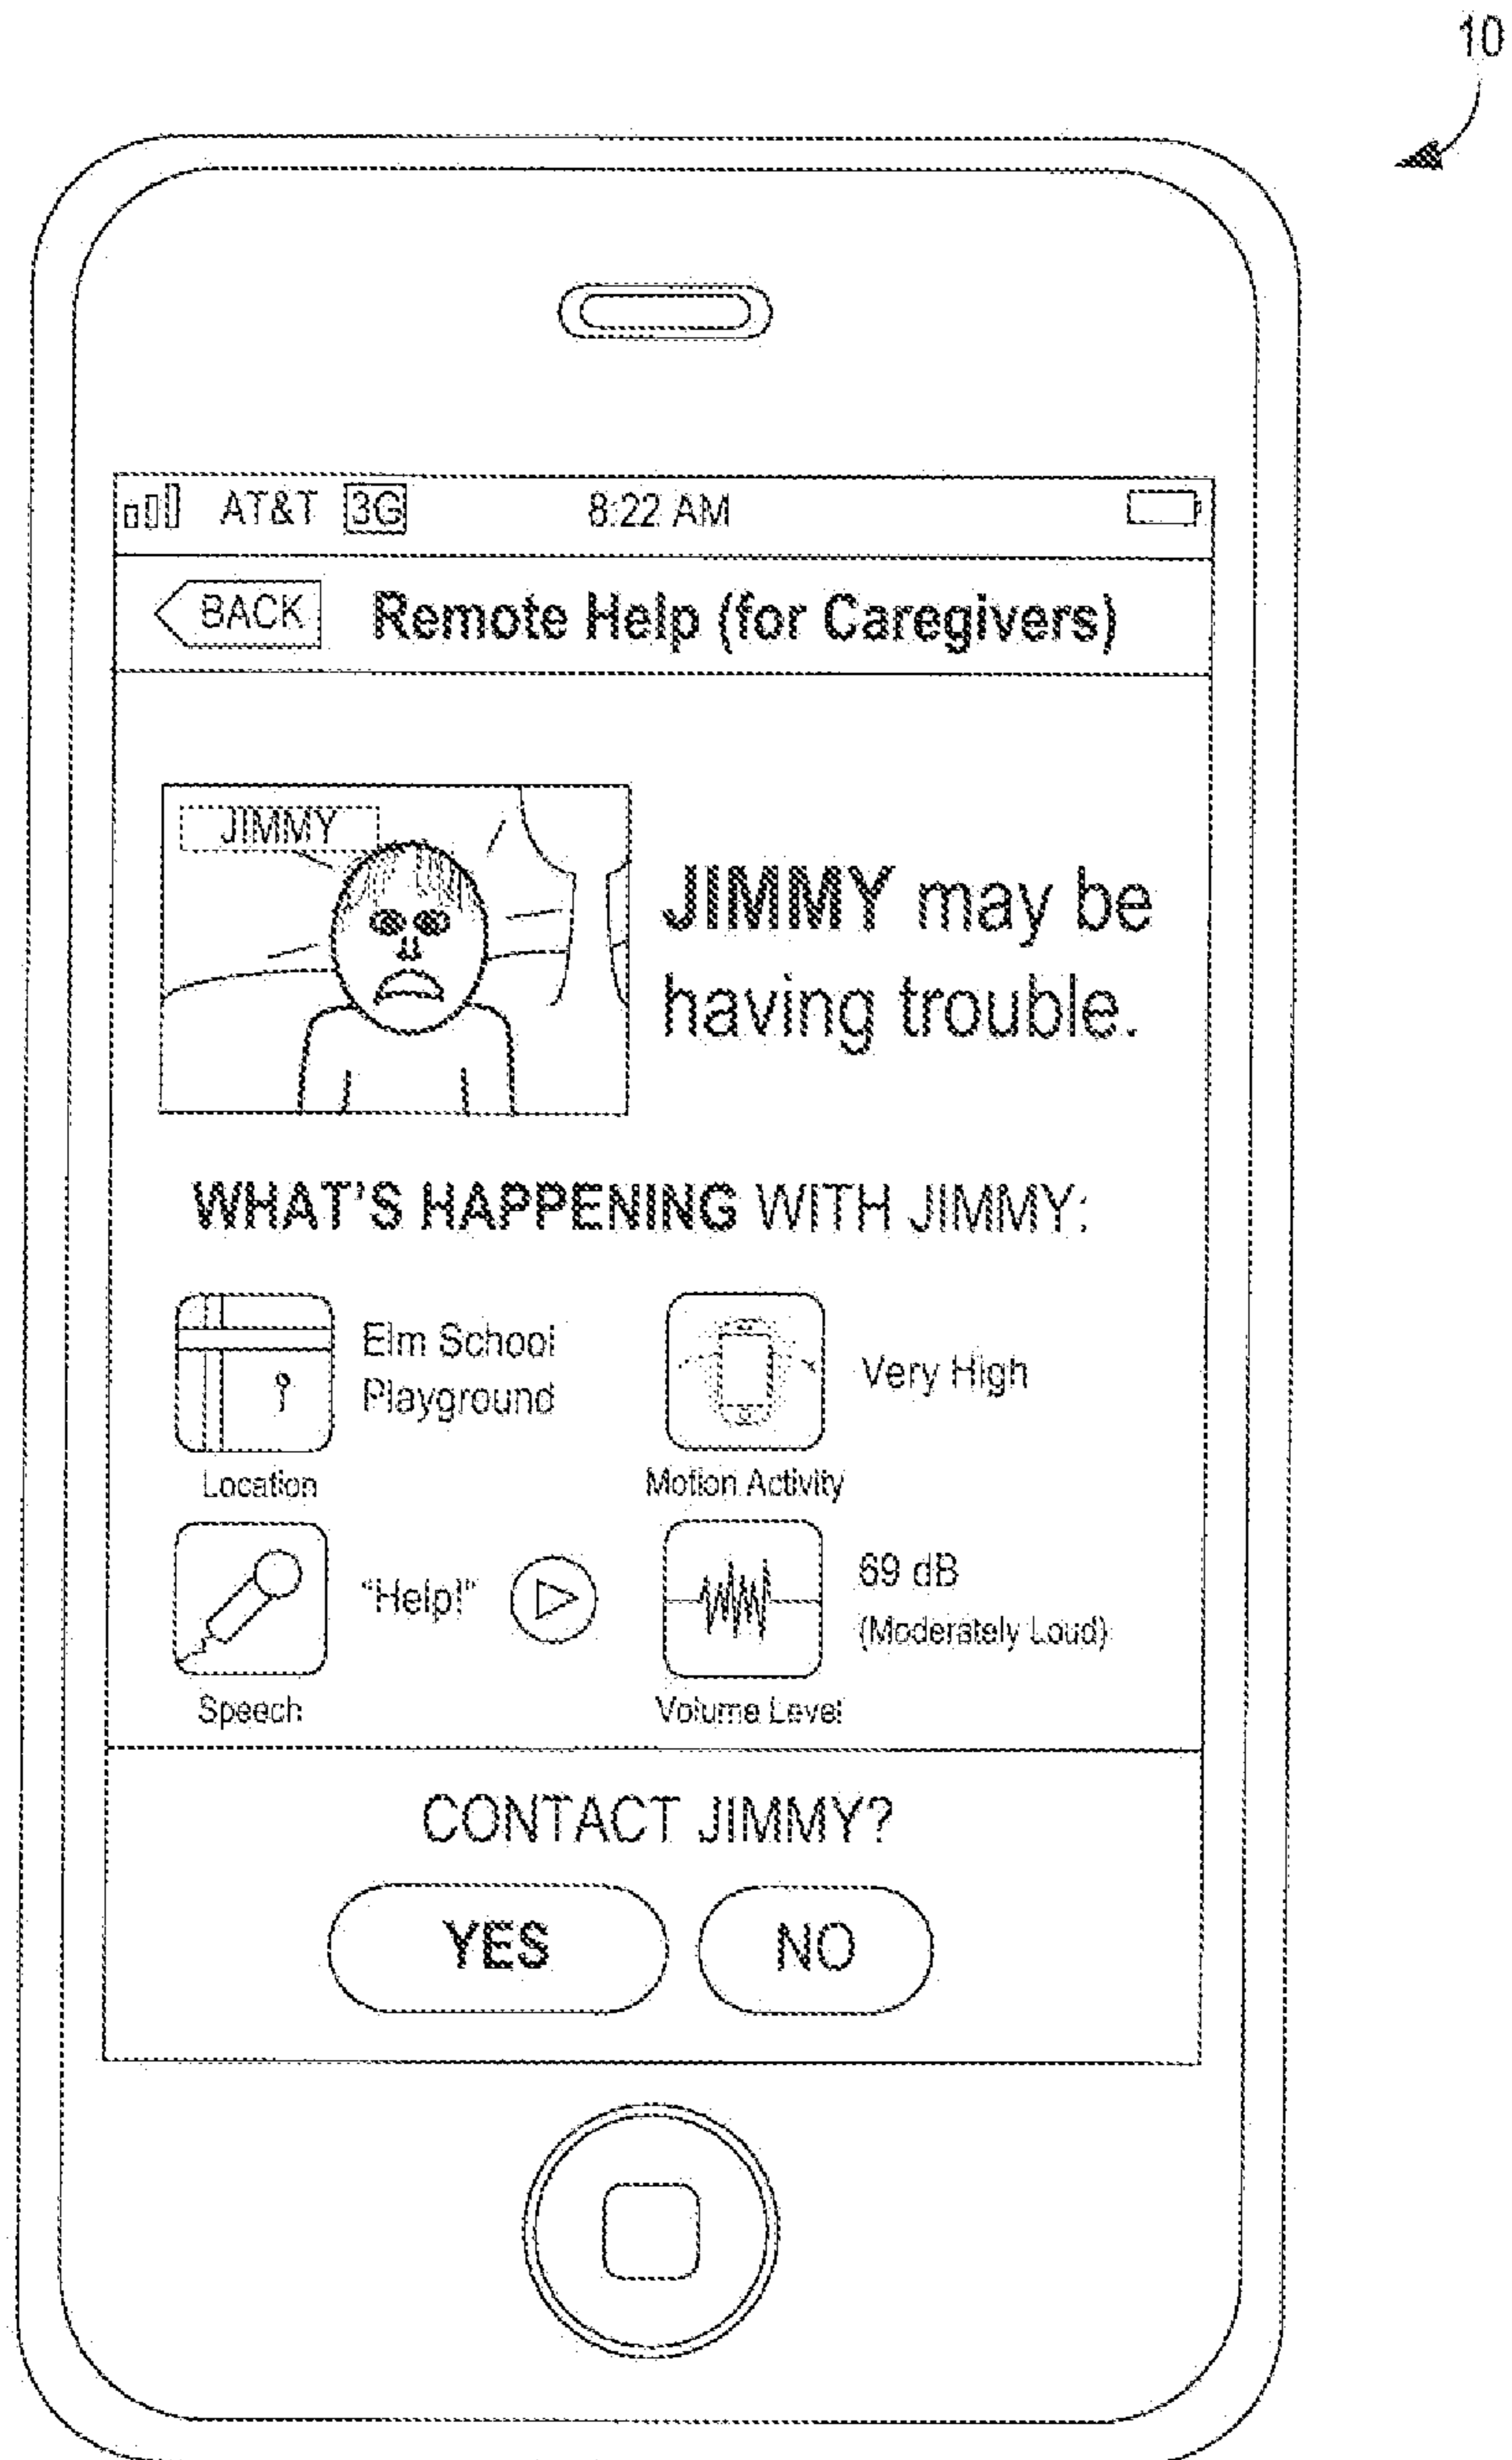 10
AT&T 3G 8:22 AM
BACK Remote Help (for Caregivers)
JIMMY
JIMMY may be
having trouble.
WHAT'S HAPPENING WITH JIMMY:
Elm School
Playground
Location
Very High
Motion Activity
"Help!"
Speech
69 dB
(Moderately Loud)
Volume Level
CONTACT JIMMY?
YES NO